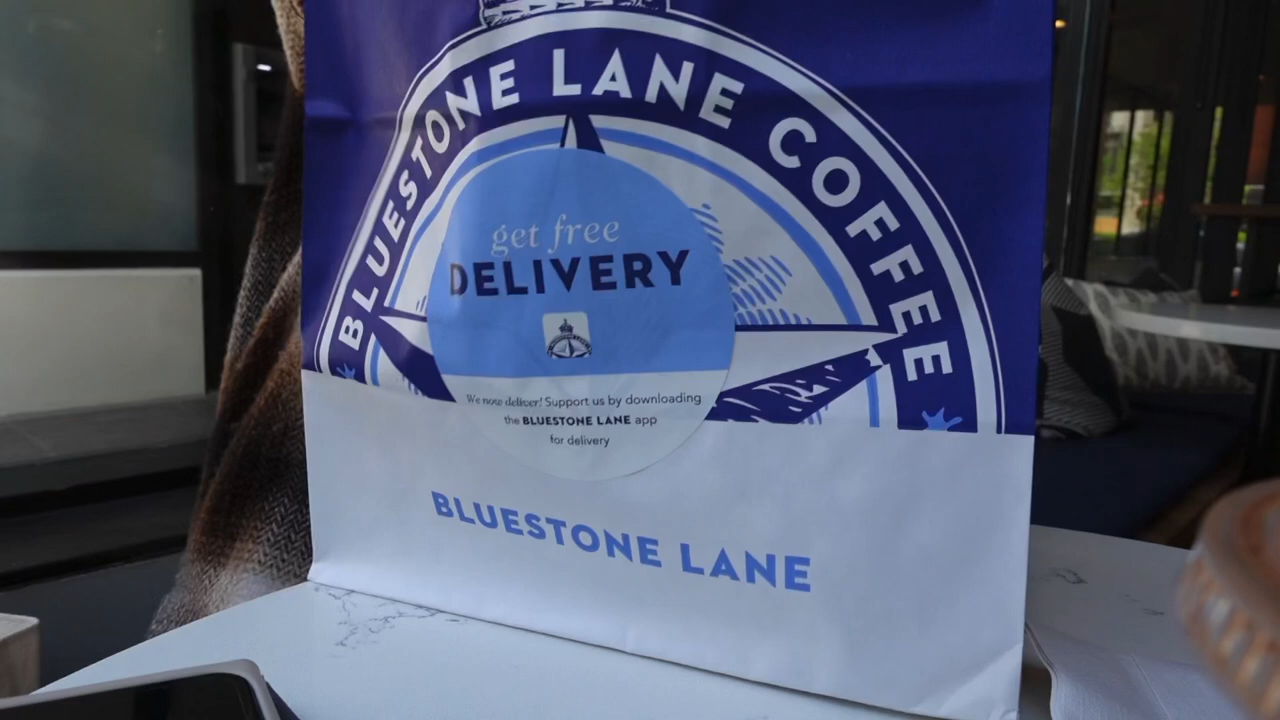 BLUESTONE LANE COFFEE
get free
DELIVERY
We now deliver! Support us by downloading
the BLUESTONE LANE app
for delivery
BLUESTONE LANE